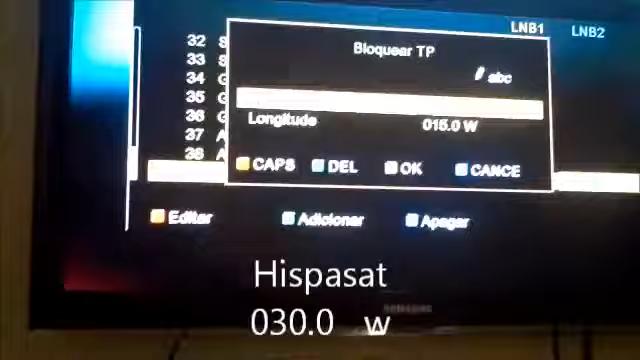 LNB1 LNB2
Bloquear TP
abc
32 S
33 S
34 G
35 G
36 G
37 A
38 A
Longitude 015.0 W
CAPS DEL OK CANCE
Editar Adicionar Apagar
Hispasat
030.0 w
SAMSUNG